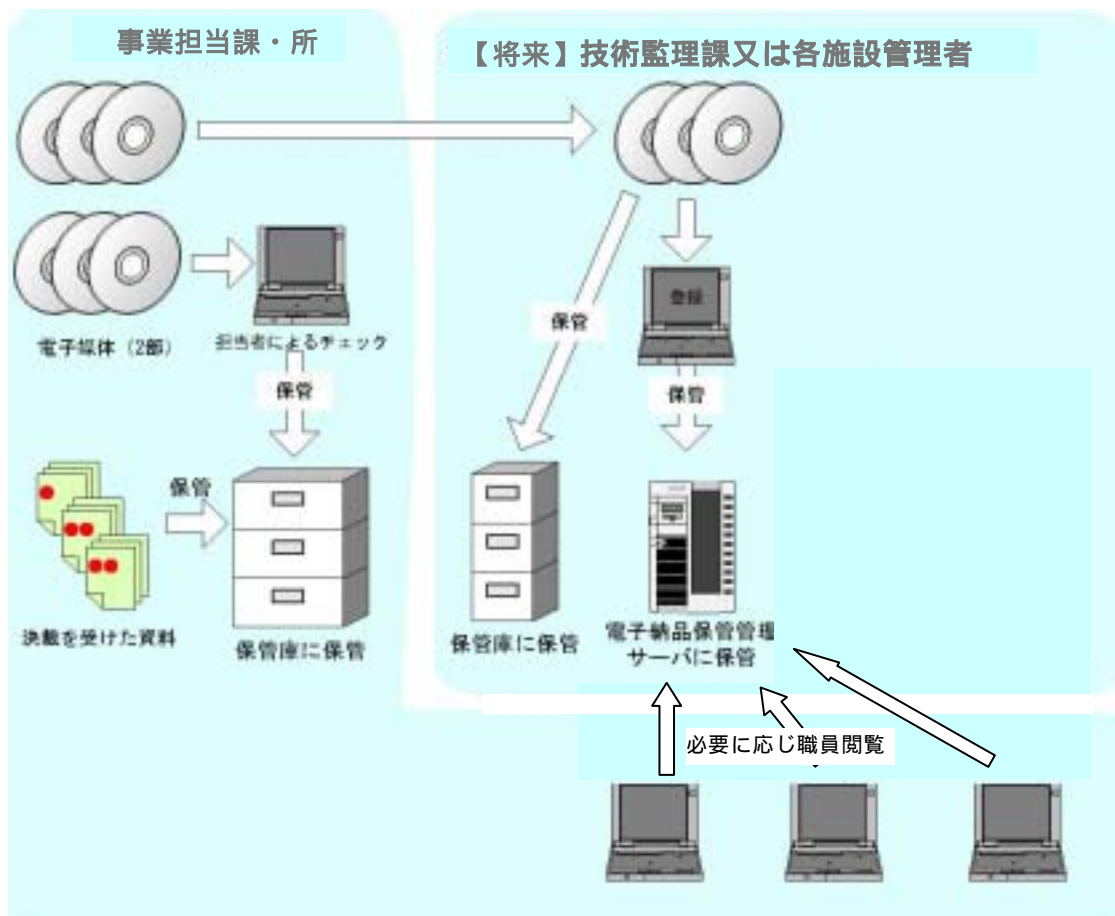 事業担当課・所
【将来】技術監理課又は各施設管理者
電子媒体（2部）
担当者によるチェック
保管
保管
決裁を受けた資料
保管庫に保管
登録
保管
保管
保管庫に保管
電子納品保管管理
サーバに保管
必要に応じ職員閲覧